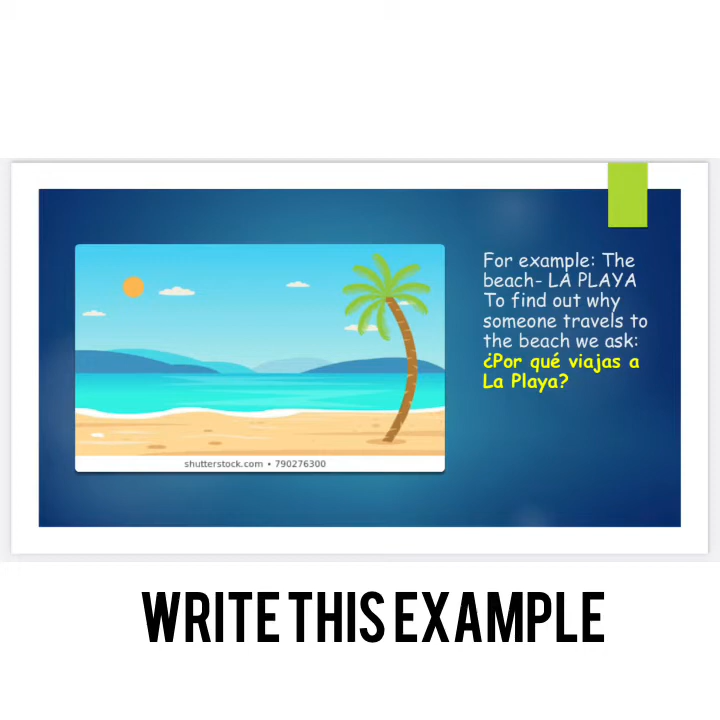 For example: The
beach- LA PLAYA
To find out why
someone travels to
the beach we ask:
¿Por qué viajas a
La Playa?
shutterstock.com • 790276300
WRITE THIS EXAMPLE